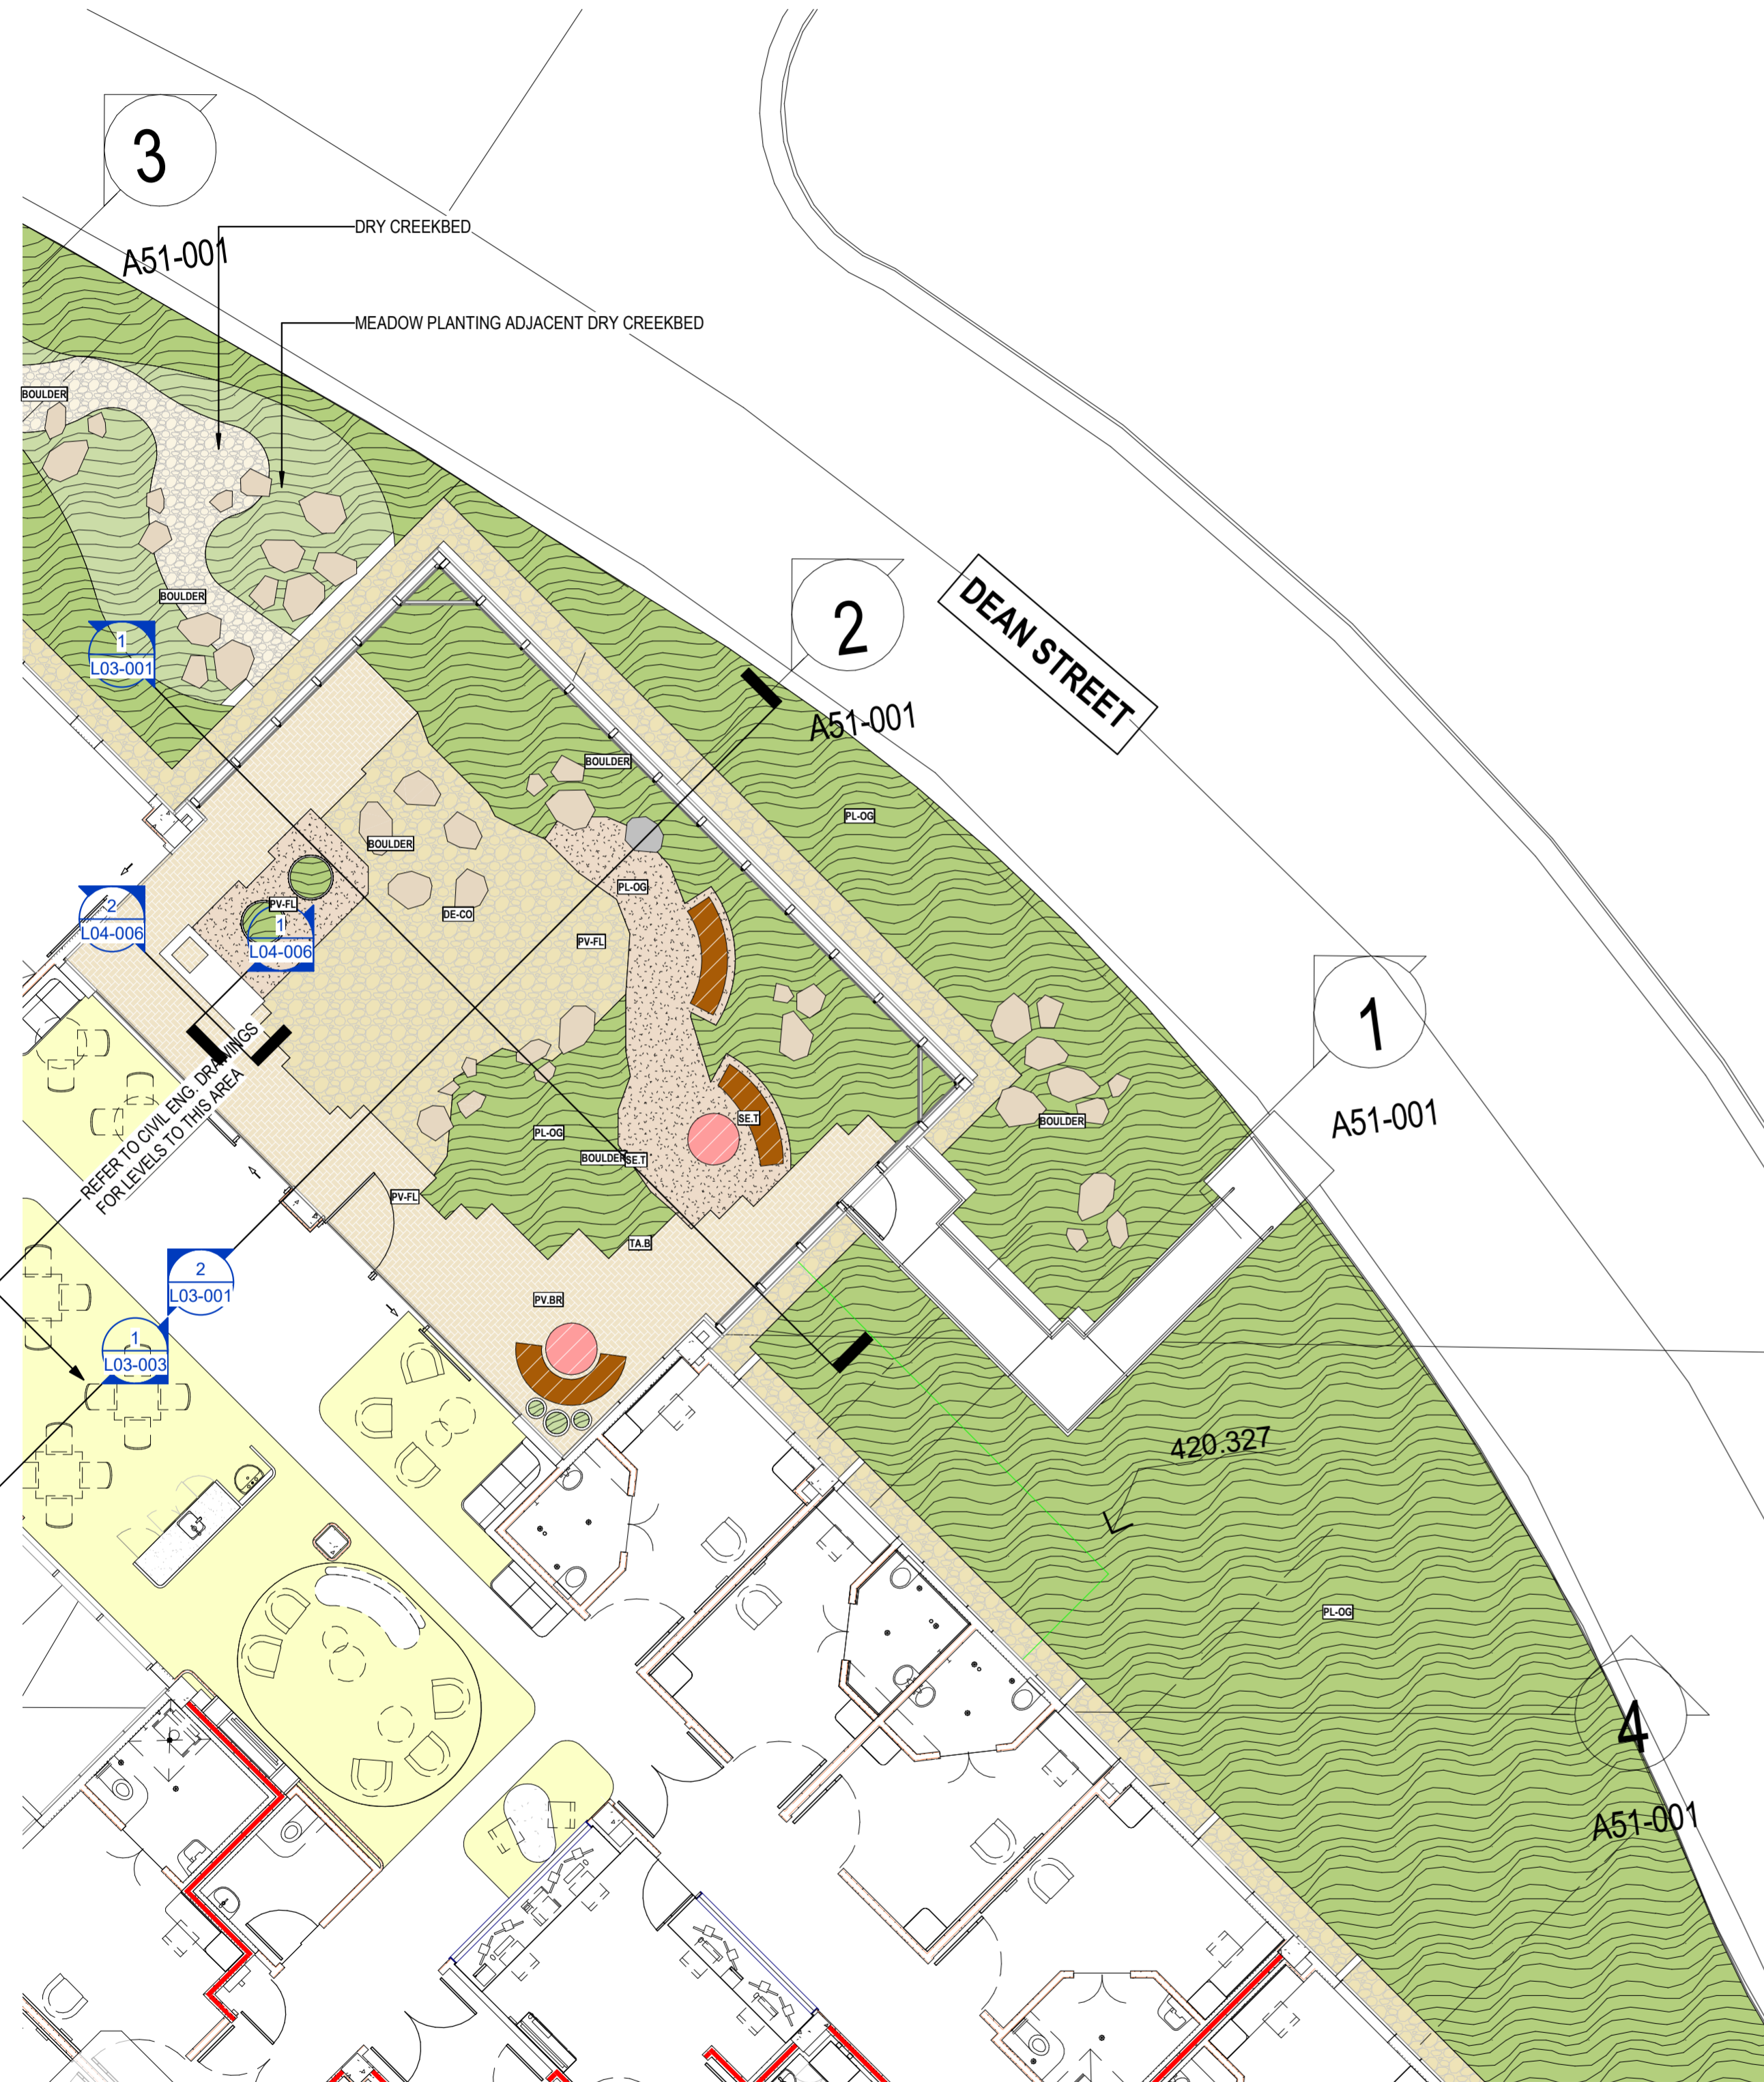 3
A51-001
DRY CREEKBED
MEADOW PLANTING ADJACENT DRY CREEKBED
BOULDER
BOULDER
1
L03-001
2
A51-001
DEAN STREET
BOULDER
PL-OG
BOULDER
PL-OG
PV-FL
DE-CO
2
L04-006
1
L04-006
PV-FL
1
A51-001
REFER TO CIVIL ENG. DRAWINGS
FOR LEVELS TO THIS AREA
BOULDER
SE.T
PL-OG
BOULDER
SE.T
PV-FL
TA.B
2
L03-001
PV.BR
1
L03-003
420.327
PL-OG
4
A51-001